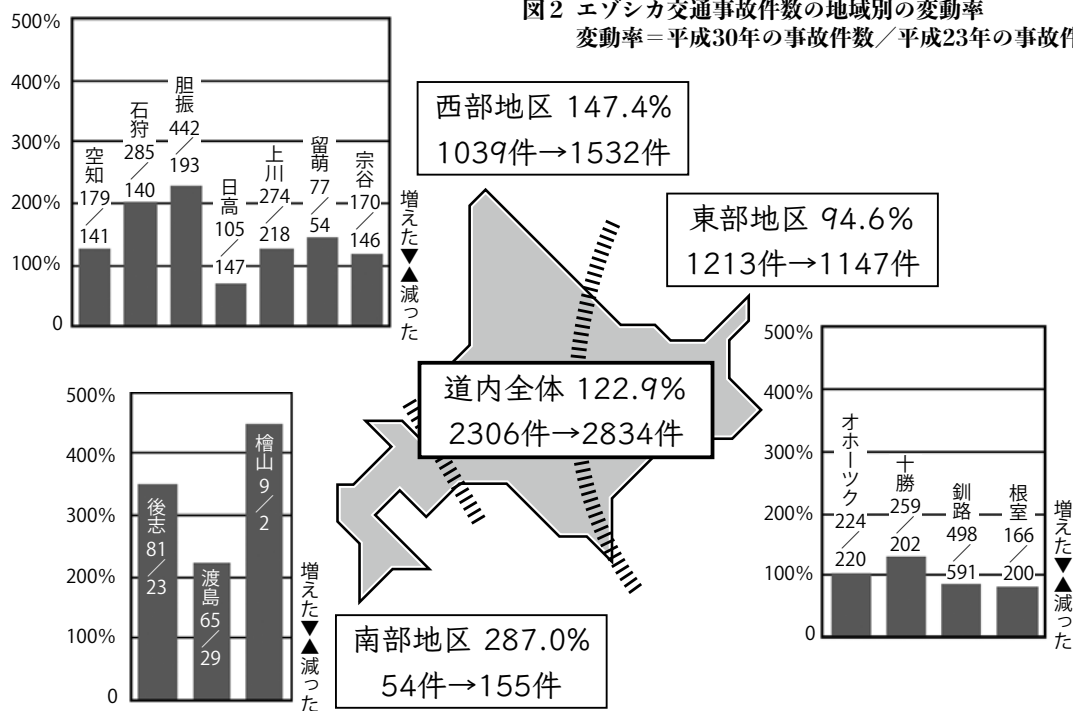 図2 エゾシカ交通事故件数の地域別の変動率
変動率=平成30年の事故件数/平成23年の事故件
500%
400%
300%
200%
100%
0
空知
179
/
141
石狩
285
/
140
胆振
442
/
193
日高
105
/
147
上川
274
/
218
留萌
77
/
54
宗谷
170
/
146
増えた▼▲減った
西部地区 147.4%
1039件→1532件
東部地区 94.6%
1213件→1147件
道内全体 122.9%
2306件→2834件
500%
400%
300%
200%
100%
0
後志
81
/
23
渡島
65
/
29
檜山
9
/
2
増えた▼▲減った
南部地区 287.0%
54件→155件
500%
400%
300%
200%
100%
0
オホーツク
224
/
220
十勝
259
/
202
釧路
498
/
591
根室
166
/
200
増えた▼▲減った